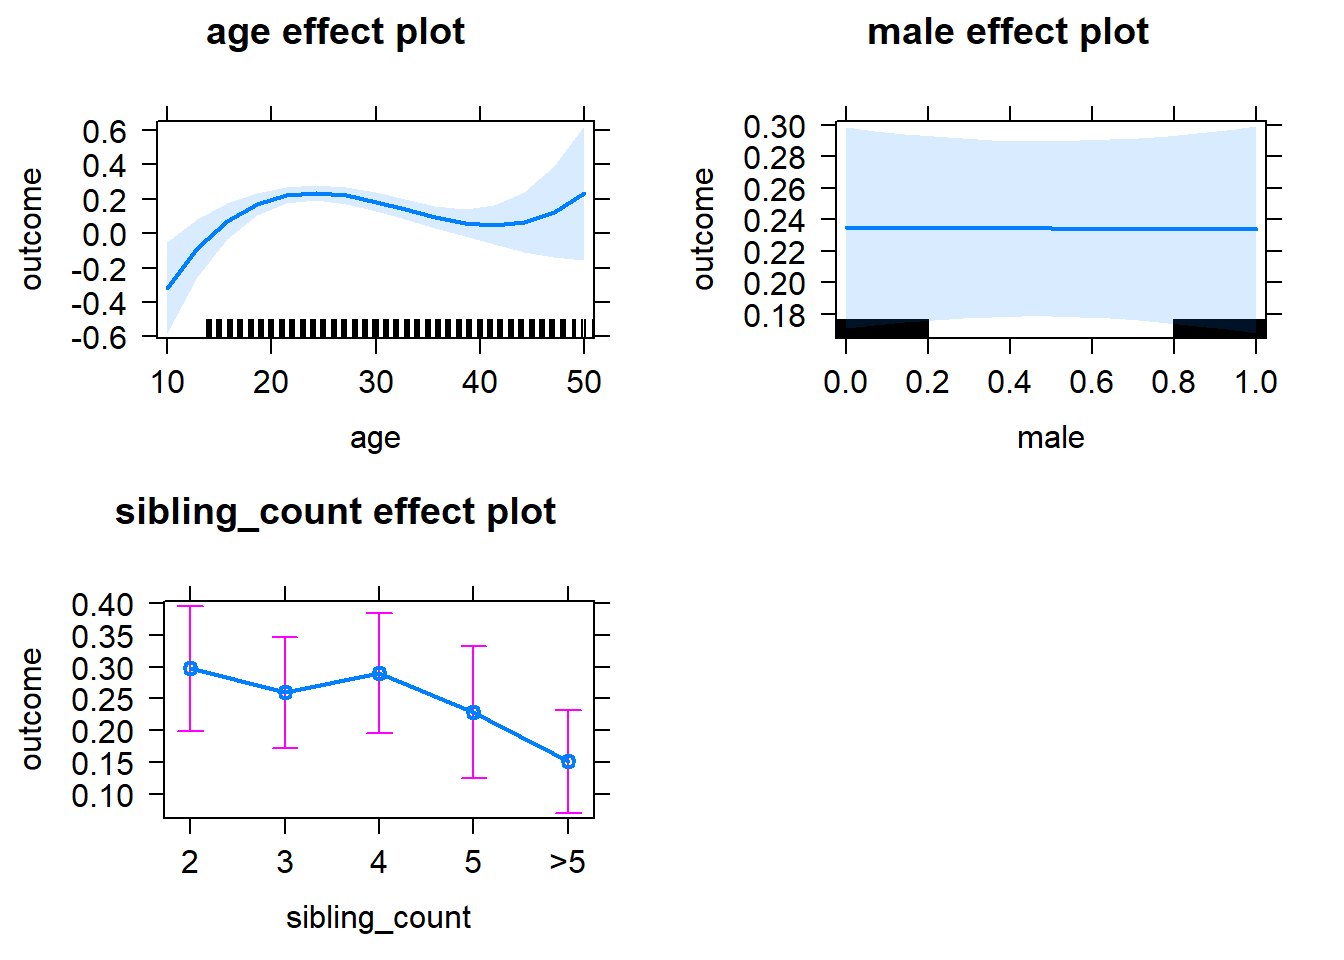 age effect plot
outcome
0.6
0.4
0.2
0.0
-0.2
-0.4
-0.6
10 20 30 40 50
age
male effect plot
outcome
0.30
0.28
0.26
0.24
0.22
0.20
0.18
0.0 0.2 0.4 0.6 0.8 1.0
male
sibling_count effect plot
outcome
0.40
0.35
0.30
0.25
0.20
0.15
0.10
2 3 4 5 >5
sibling_count